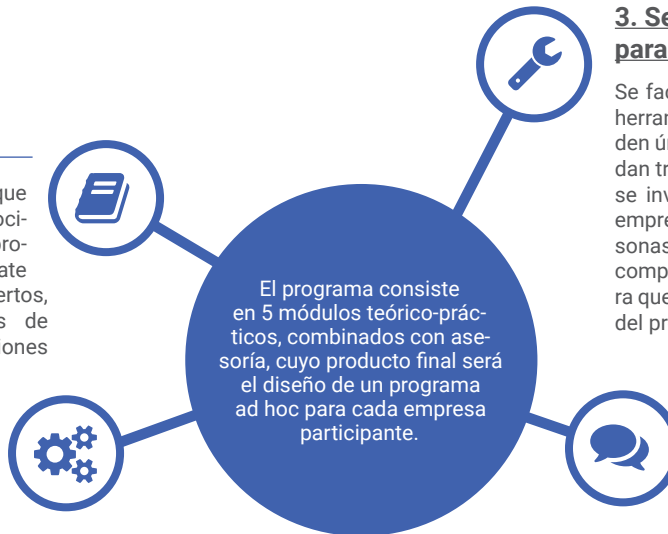 que
oci-
pro-
ate
ertos,
s de
iones
El programa consiste
en 5 módulos teórico-prác-
ticos, combinados con ase-
soría, cuyo producto final será
el diseño de un programa
ad hoc para cada empresa
participante.
3. Se
para
Se fac
herrar
den ún
dan tr
se inv
empre
sonas
comp
ra que
del pr